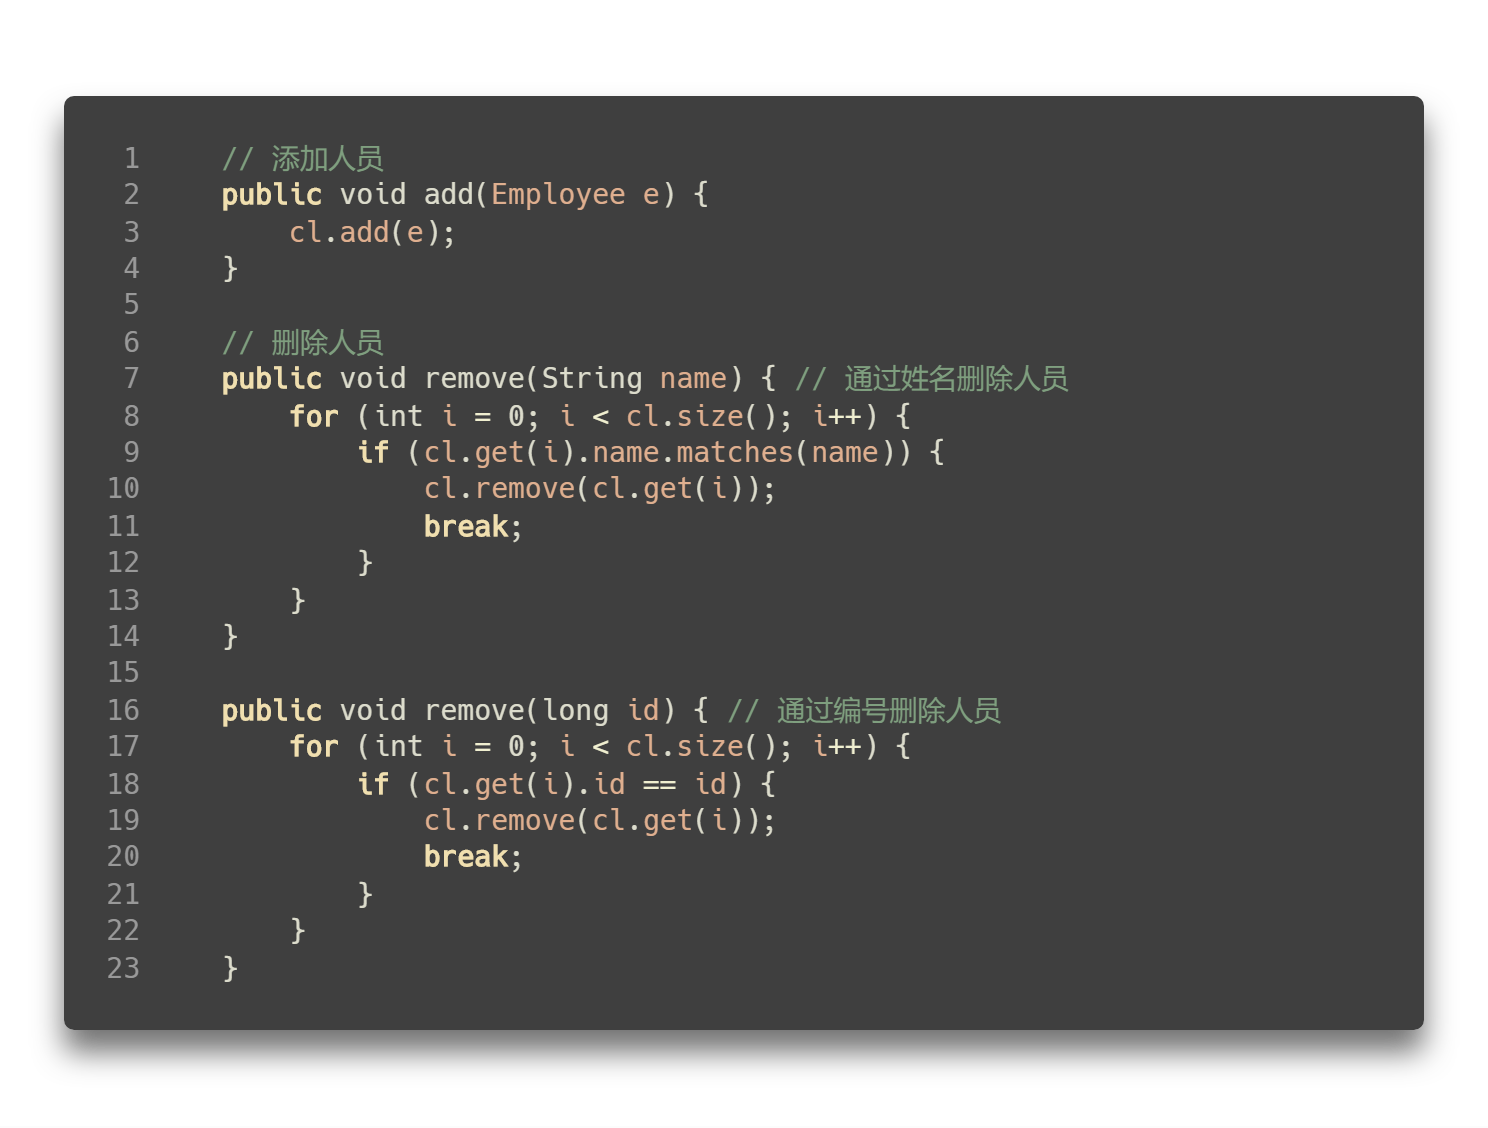 1 // 添加人员
2 public void add(Employee e) {
3 cl.add(e);
4 }
5
6 // 删除人员
7 public void remove(String name) { // 通过姓名删除人员
8 for (int i = 0; i < cl.size(); i++) {
9 if (cl.get(i).name.matches(name)) {
10 cl.remove(cl.get(i));
11 break;
12 }
13 }
14 }
15
16 public void remove(long id) { // 通过编号删除人员
17 for (int i = 0; i < cl.size(); i++) {
18 if (cl.get(i).id == id) {
19 cl.remove(cl.get(i));
20 break;
21 }
22 }
23 }